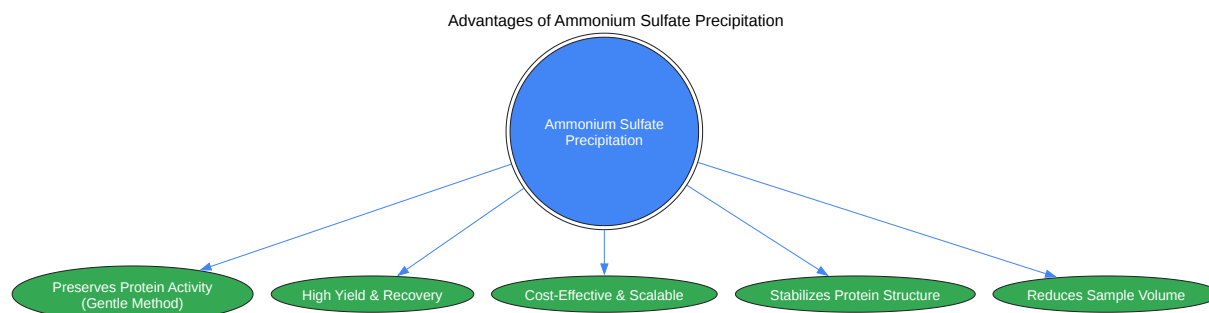 Advantages of Ammonium Sulfate Precipitation
Ammonium Sulfate
Precipitation
Preserves Protein Activity
(Gentle Method)
High Yield & Recovery
Cost-Effective & Scalable
Stabilizes Protein Structure
Reduces Sample Volume